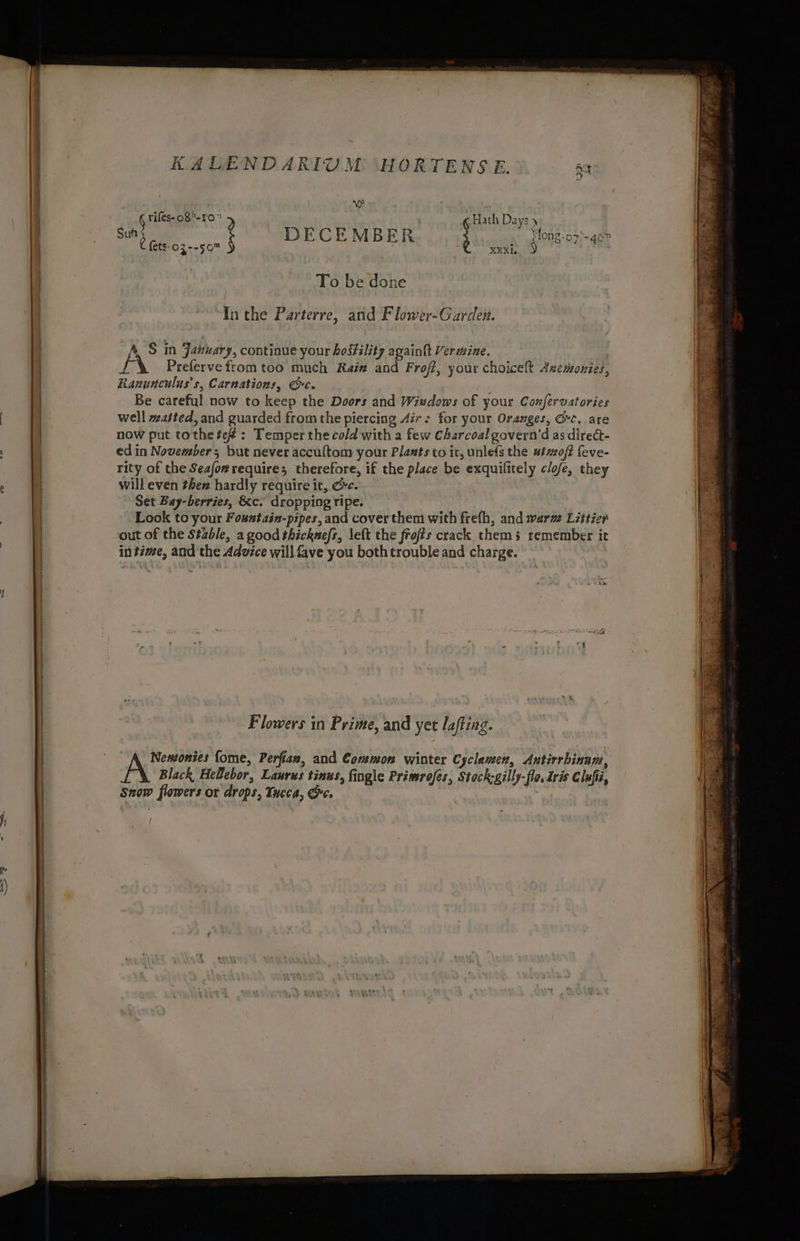 KALENDARIUM HORTENSE.
♑
Sun { rises-08h-10m
{ sets-03--50m }
DECEMBER
{ Hath Days
xxxi. } long-07h-40m
To be done
In the Parterre, and Flower-Garden.
AS in January, continue your hostility against Vermine.
Preserve from too much Rain and Frost, your choicest Anemonies,
Ranunculus's, Carnations, &c.
Be careful now to keep the Doors and Windows of your Conservatories
well matted, and guarded from the piercing Air: for your Oranges, &c. are
now put to the test: Temper the cold with a few Charcoal govern'd as direct-
ed in November; but never accustom your Plants to it, unless the utmost seve-
rity of the Season require; therefore, if the place be exquisitely close, they
will even then hardly require it, &c.
Set Bay-berries, &c. dropping ripe.
Look to your Fountain-pipes, and cover them with fresh, and warm Litter
out of the Stable, a good thickness, lest the frosts crack them; remember it
in time, and the Advice will save you both trouble and charge.
Flowers in Prime, and yet lasting.
ANemonies some, Persian, and Common winter Cyclamen, Antirrhinum,
Black Hellebor, Laurus tinus, single Primroses, Stock-gilly-flo. Iris Clusii,
Snow flowers or drops, Yucca, &c.